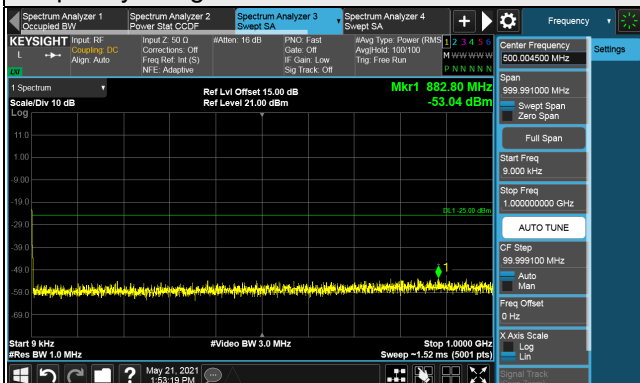 Spectrum Analyzer 1
Occupied BW
Spectrum Analyzer 2
Power Stat CCDF
Spectrum Analyzer 3
Swept SA
Spectrum Analyzer 4
Swept SA
Frequency
KEYSIGHT
L
Input: RF
Coupling: DC
Align: Auto
Input Z: 50 Ω
Corrections: Off
Freq Ref: Int (S)
NFE: Adaptive
#Atten: 16 dB
PNO: Fast
Gate: Off
IF Gain: Low
Sig Track: Off
#Avg Type: Power (RMS
Avg|Hold: 100/100
Trig: Free Run
1 2 3 4 5 6
M W W W W W
P N N N N N
LXI
1 Spectrum
Scale/Div 10 dB
Log
Ref Lvl Offset 15.00 dB
Ref Level 21.00 dBm
Mkr1 882.80 MHz
-53.04 dBm
11.0
1.00
-9.00
-19.0
DL1 -25.00 dBm
-29.0
-39.0
-49.0
1
-59.0
-69.0
Start 9 kHz
#Res BW 1.0 MHz
#Video BW 3.0 MHz
Stop 1.0000 GHz
Sweep ~1.52 ms (5001 pts)
May 21, 2021
1:53:19 PM
Center Frequency
500.004500 MHz
Settings
Span
999.991000 MHz
Swept Span
Zero Span
Full Span
Start Freq
9.000 kHz
Stop Freq
1.000000000 GHz
AUTO TUNE
CF Step
99.999100 MHz
Auto
Man
Freq Offset
0 Hz
X Axis Scale
Log
Lin
Signal Track